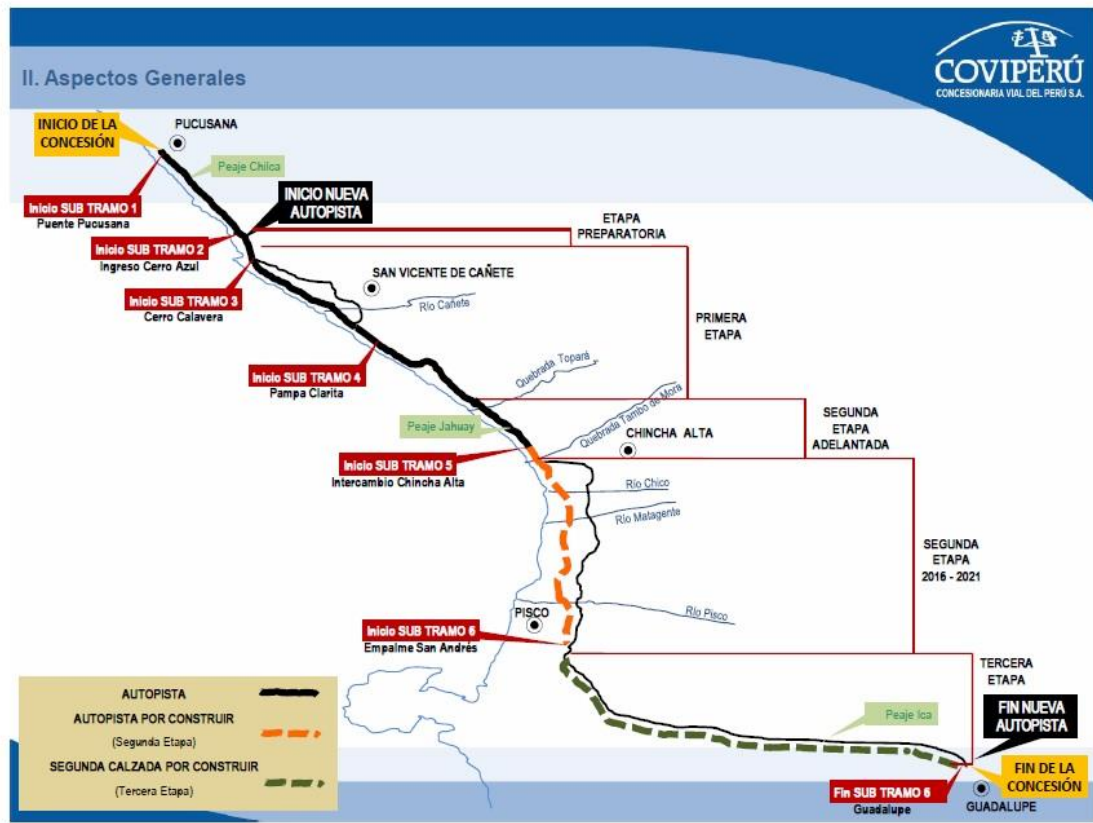 COVIPERÚ
CONCESIONARIA VIAL DEL PERÚ S.A.
II. Aspectos Generales
INICIO DE LA
CONCESIÓN
PUCUSANA
Peaje Chilca
Inicio SUB TRAMO 1
Puente Pucusana
INICIO NUEVA
AUTOPISTA
Inicio SUB TRAMO 2
Ingreso Cerro Azul
ETAPA
PREPARATORIA
SAN VICENTE DE CAÑETE
Río Cañete
Inicio SUB TRAMO 3
Cerro Calavera
PRIMERA
ETAPA
Inicio SUB TRAMO 4
Pampa Clarita
Quebrada Topará
Quebrada Tambo de Mora
Peaje Jahuay
CHINCHA ALTA
SEGUNDA
ETAPA
ADELANTADA
Inicio SUB TRAMO 5
Intercambio Chincha Alta
Río Chico
Río Matagente
SEGUNDA
ETAPA
2016 - 2021
PISCO
Río Pisco
Inicio SUB TRAMO 6
Empalme San Andrés
TERCERA
ETAPA
AUTOPISTA
AUTOPISTA POR CONSTRUIR
(Segunda Etapa)
SEGUNDA CALZADA POR CONSTRUIR
(Tercera Etapa)
Peaje Ica
FIN NUEVA
AUTOPISTA
FIN DE LA
CONCESIÓN
Fin SUB TRAMO 6
Guadalupe
GUADALUPE